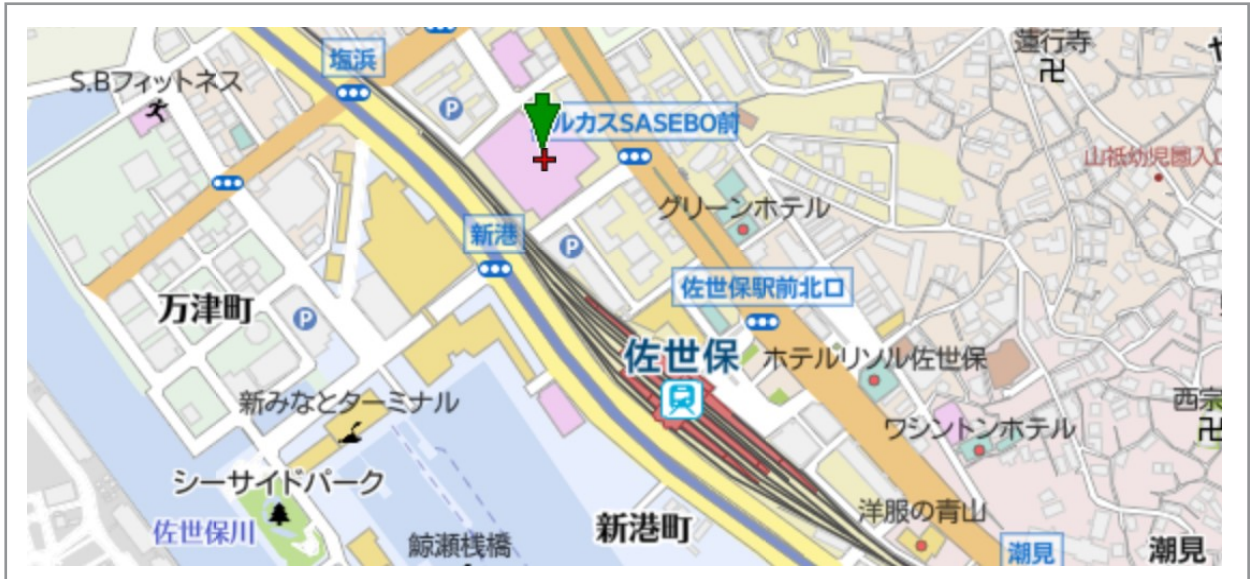 塩浜
蓮行寺
S.Bフィットネス
P
ルカスSASEBO前
山祇幼児園入口
グリーンホテル
新港
P
佐世保駅前北口
万津町
P
佐世保
ホテルリソル佐世保
新みなとターミナル
西宗
ワシントンホテル
シーサイドパーク
洋服の青山
佐世保川
新港町
鯨瀬桟橋
潮見
潮見